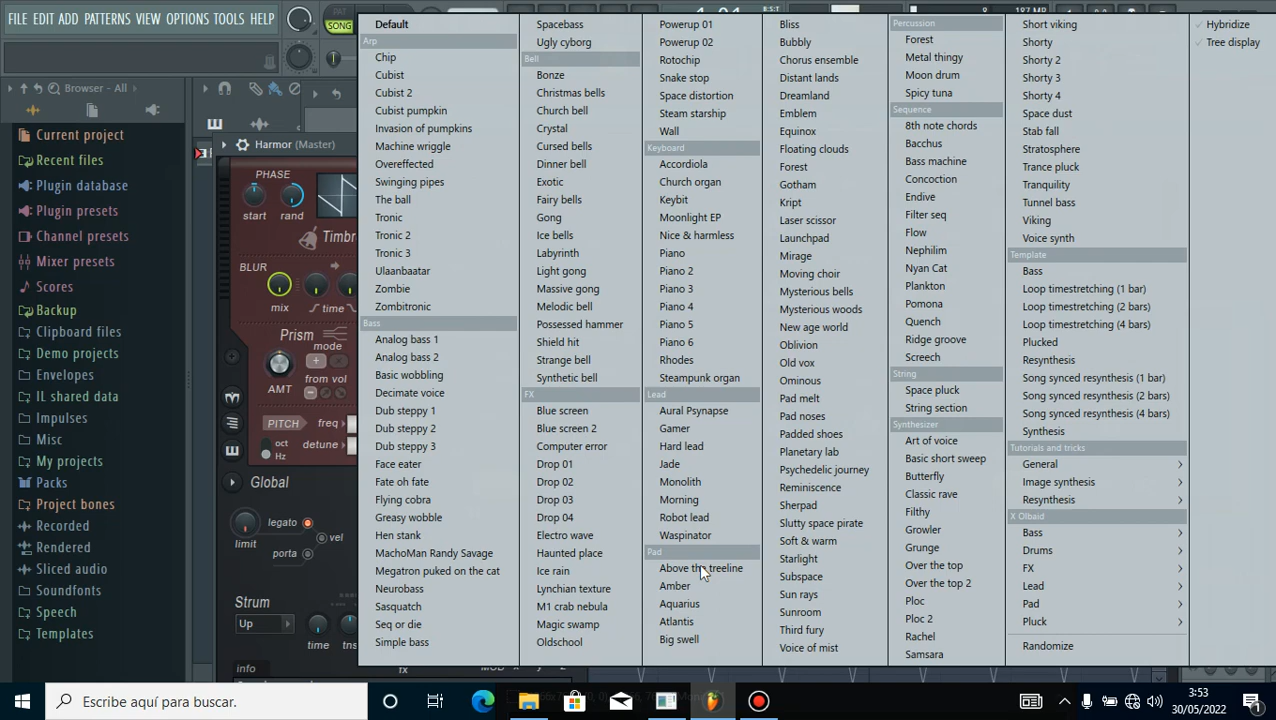 FILE EDIT ADD PATTERNS VIEW OPTIONS TOOLS HELP
PAT
SONG
187 MB
Browser - All
Current project
Recent files
Plugin database
Plugin presets
Channel presets
Mixer presets
Scores
Backup
Clipboard files
Demo projects
Envelopes
IL shared data
Impulses
Misc
My projects
Packs
Project bones
Recorded
Rendered
Sliced audio
Soundfonts
Speech
Templates
Harmor (Master)
PHASE
start
rand
BLUR
mix
time
Prism
mode
AMT
from vol
PITCH
freq
oct
Hz
detune
Global
limit
legato
vel
porta
Strum
Up
time
tns
info
Default
Arp
Chip
Cubist
Cubist 2
Cubist pumpkin
Invasion of pumpkins
Machine wriggle
Overeffected
Swinging pipes
The ball
Tronic
Tronic 2
Tronic 3
Ulaanbaatar
Zombie
Zombitronic
Bass
Analog bass 1
Analog bass 2
Basic wobbling
Decimate voice
Dub steppy 1
Dub steppy 2
Dub steppy 3
Face eater
Fate oh fate
Flying cobra
Greasy wobble
Hen stank
MachoMan Randy Savage
Megatron puked on the cat
Neurobass
Sasquatch
Seq or die
Simple bass
Spacebass
Ugly cyborg
Bell
Bonze
Christmas bells
Church bell
Crystal
Cursed bells
Dinner bell
Exotic
Fairy bells
Gong
Ice bells
Labyrinth
Light gong
Massive gong
Melodic bell
Possessed hammer
Shield hit
Strange bell
Synthetic bell
FX
Blue screen
Blue screen 2
Computer error
Drop 01
Drop 02
Drop 03
Drop 04
Electro wave
Haunted place
Ice rain
Lynchian texture
M1 crab nebula
Magic swamp
Oldschool
Powerup 01
Powerup 02
Rotochip
Snake stop
Space distortion
Steam starship
Wall
Keyboard
Accordiola
Church organ
Keybit
Moonlight EP
Nice & harmless
Piano
Piano 2
Piano 3
Piano 4
Piano 5
Piano 6
Rhodes
Steampunk organ
Lead
Aural Psynapse
Gamer
Hard lead
Jade
Monolith
Morning
Robot lead
Waspinator
Pad
Above the treeline
Amber
Aquarius
Atlantis
Big swell
Bliss
Bubbly
Chorus ensemble
Distant lands
Dreamland
Emblem
Equinox
Floating clouds
Forest
Gotham
Kript
Laser scissor
Launchpad
Mirage
Moving choir
Mysterious bells
Mysterious woods
New age world
Oblivion
Old vox
Ominous
Pad melt
Pad noses
Padded shoes
Planetary lab
Psychedelic journey
Reminiscence
Sherpad
Slutty space pirate
Soft & warm
Starlight
Subspace
Sun rays
Sunroom
Third fury
Voice of mist
Percussion
Forest
Metal thingy
Moon drum
Spicy tuna
Sequence
8th note chords
Bacchus
Bass machine
Concoction
Endive
Filter seq
Flow
Nephilim
Nyan Cat
Plankton
Pomona
Quench
Ridge groove
Screech
String
Space pluck
String section
Synthesizer
Art of voice
Basic short sweep
Butterfly
Classic rave
Filthy
Growler
Grunge
Over the top
Over the top 2
Ploc
Ploc 2
Rachel
Samsara
Short viking
Shorty
Shorty 2
Shorty 3
Shorty 4
Space dust
Stab fall
Stratosphere
Trance pluck
Tranquility
Tunnel bass
Viking
Voice synth
Template
Bass
Loop timestretching (1 bar)
Loop timestretching (2 bars)
Loop timestretching (4 bars)
Plucked
Resynthesis
Song synced resynthesis (1 bar)
Song synced resynthesis (2 bars)
Song synced resynthesis (4 bars)
Synthesis
Tutorials and tricks
General
Image synthesis
Resynthesis
X Olbaid
Bass
Drums
FX
Lead
Pad
Pluck
Randomize
Hybridize
Tree display
Escribe aquí para buscar.
3:53
30/05/2022